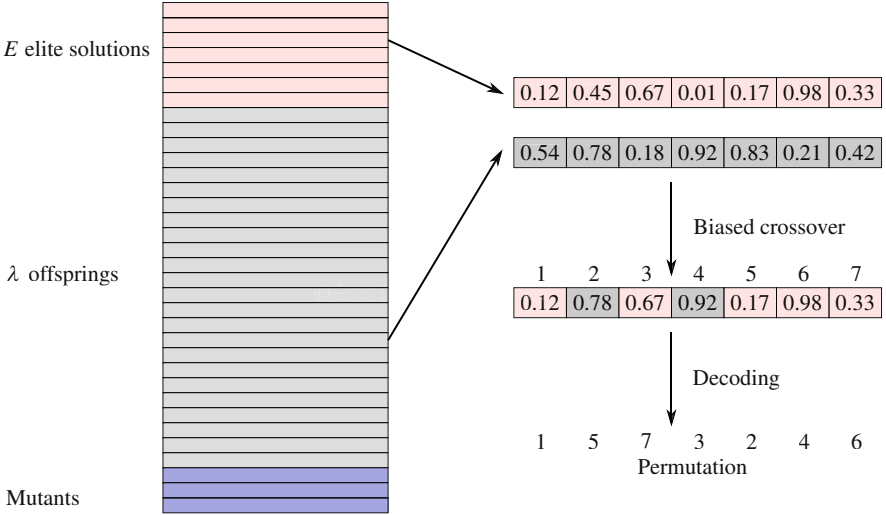 E elite solutions
0.12 0.45 0.67 0.01 0.17 0.98 0.33
0.54 0.78 0.18 0.92 0.83 0.21 0.42
Biased crossover
λ offsprings
1 2 3 4 5 6 7
0.12 0.78 0.67 0.92 0.17 0.98 0.33
Decoding
1 5 7 3 2 4 6
Permutation
Mutants